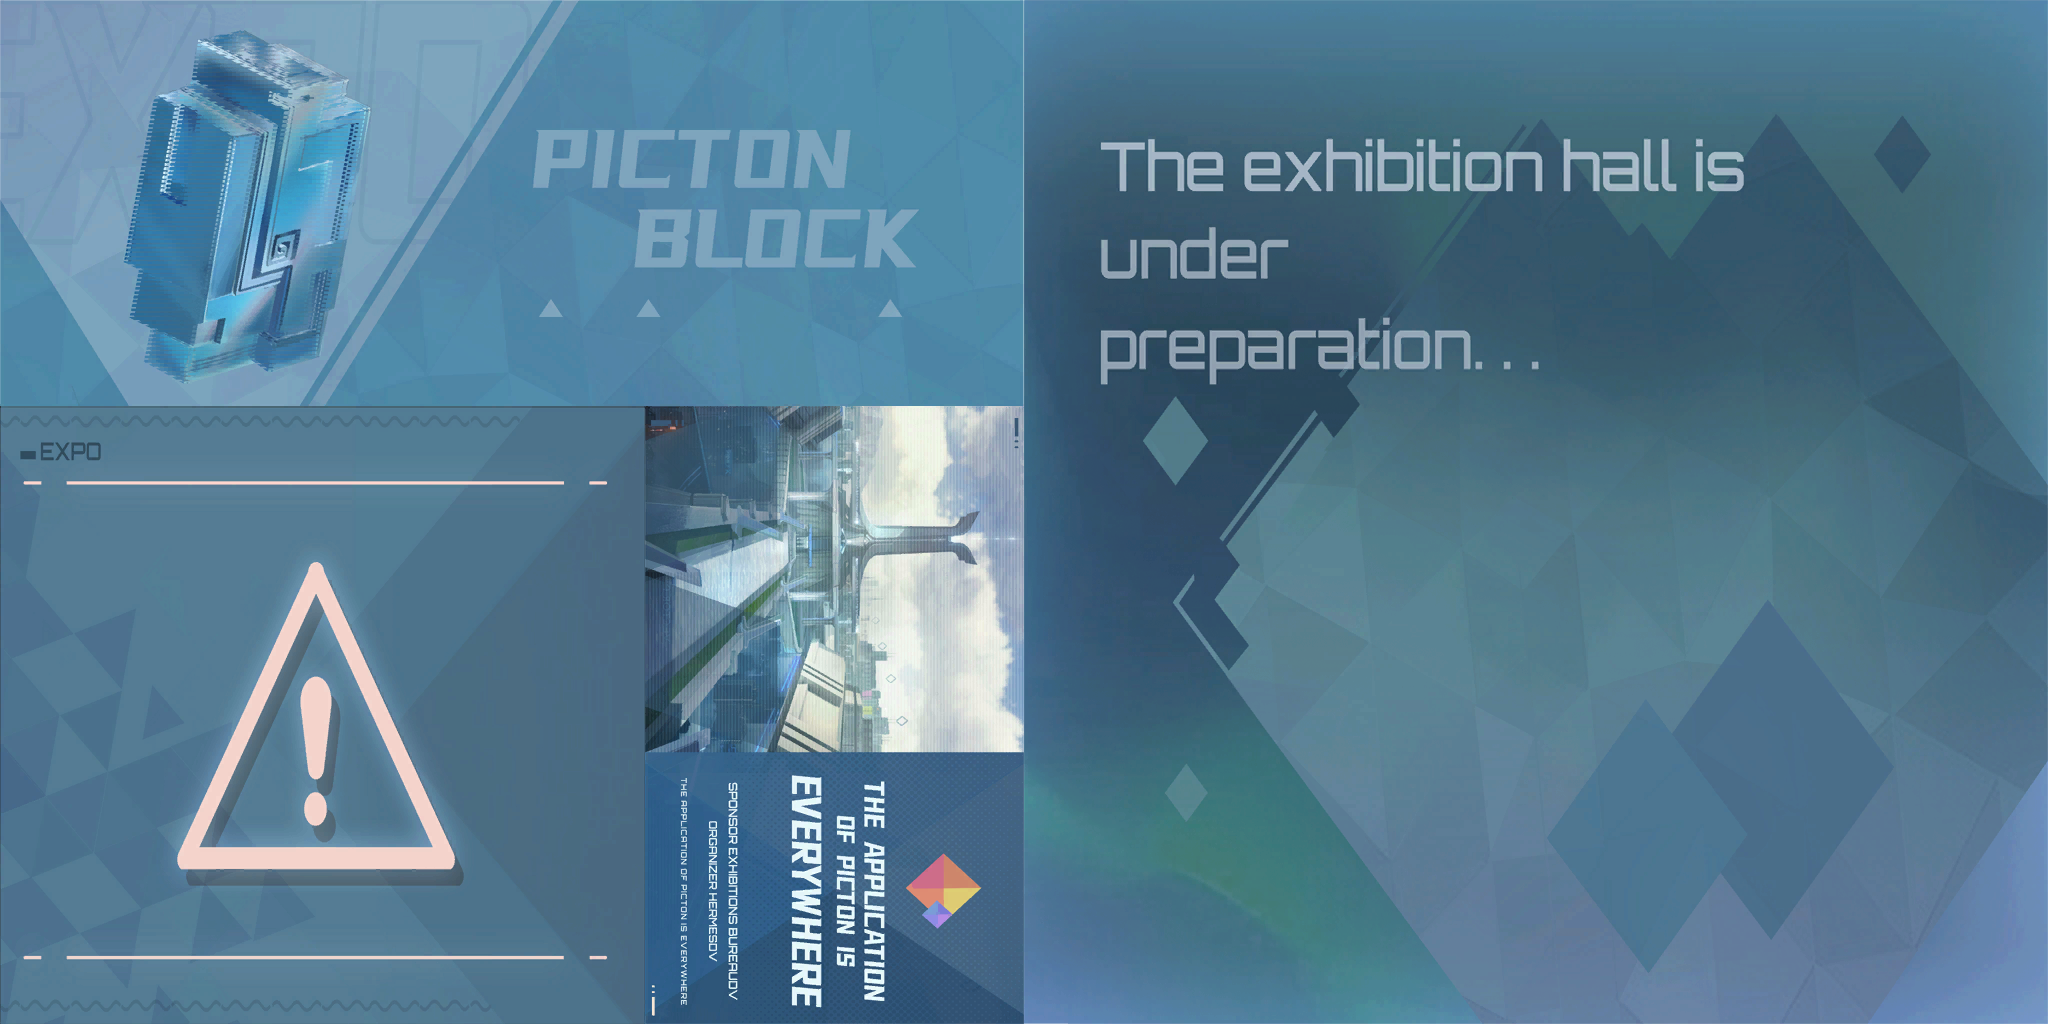 EXPO
PICTON
BLOCK
The exhibition hall is
under
preparation...
EXPO
THE APPLICATION
OF PICTON IS
EVERYWHERE
SPONSOR EXHIBITIONS BUREAUDV
ORGANIZER HERMESDV
THE APPLICATION OF PICTON IS EVERYWHERE